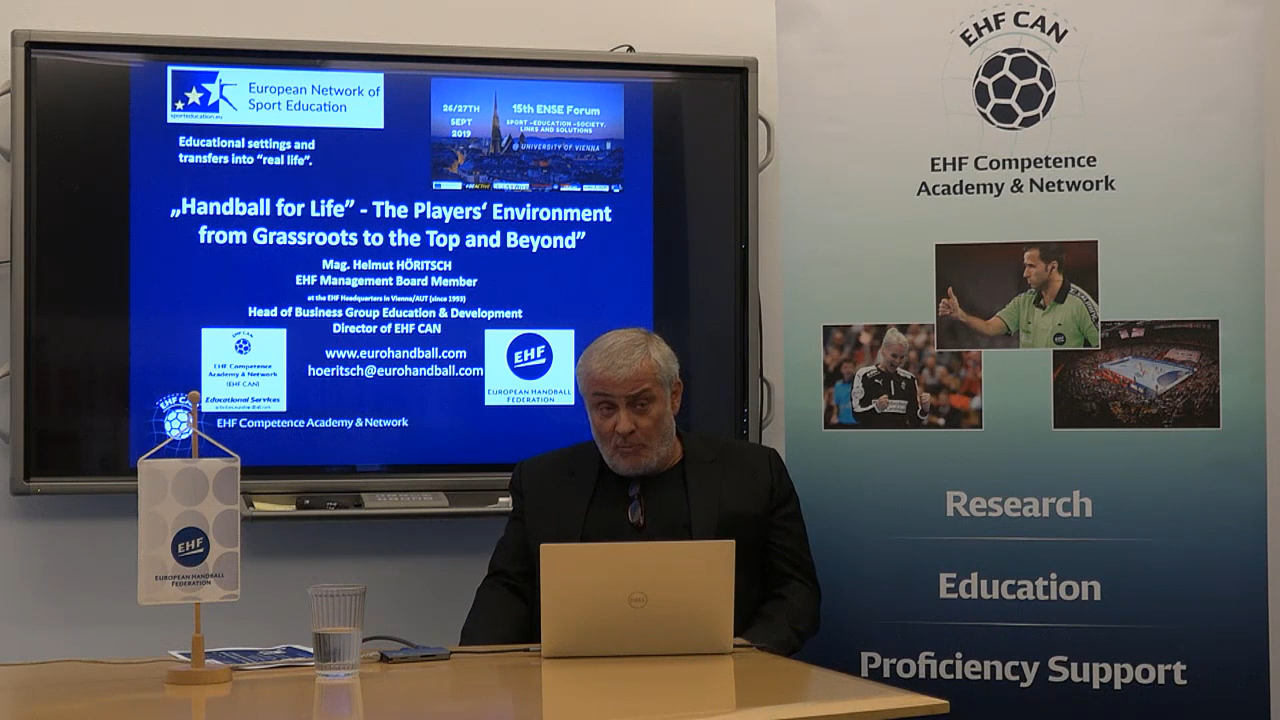 European Network of
Sport Education
sporteducation.eu
26/27TH
SEPT
2019
15th ENSE Forum
SPORT -EDUCATION -SOCIETY,
LINKS AND SOLUTIONS
@ UNIVERSITY OF VIENNA
Educational settings and
transfers into "real life".
„Handball for Life" - The Players' Environment
from Grassroots to the Top and Beyond"
Mag. Helmut HÖRITSCH
EHF Management Board Member
at the EHF Headquarters in Vienna/AUT (since 1993)
Head of Business Group Education & Development
Director of EHF CAN
www.eurohandball.com
hoeritsch@eurohandball.com
EHF CAN
EHF Competence
Academy & Network
(EHF CAN)
Educational Services
EHF
EUROPEAN HANDBALL
FEDERATION
EHF CAN
EHF Competence Academy & Network
EHF
EUROPEAN HANDBALL
FEDERATION
DELL
EHF CAN
EHF Competence
Academy & Network
Research
Education
Proficiency Support